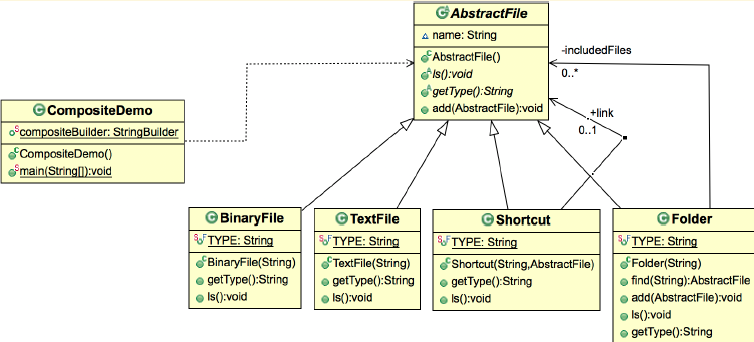 AbstractFile
name: String
AbstractFile()
ls():void
getType():String
add(AbstractFile):void
-includedFiles
0..*
+link
0..1
CompositeDemo
compositeBuilder: StringBuilder
CompositeDemo()
main(String[]):void
BinaryFile
TYPE: String
BinaryFile(String)
getType():String
ls():void
TextFile
TYPE: String
TextFile(String)
getType():String
ls():void
Shortcut
TYPE: String
Shortcut(String,AbstractFile)
getType():String
ls():void
Folder
TYPE: String
Folder(String)
find(String):AbstractFile
add(AbstractFile):void
ls():void
getType():String